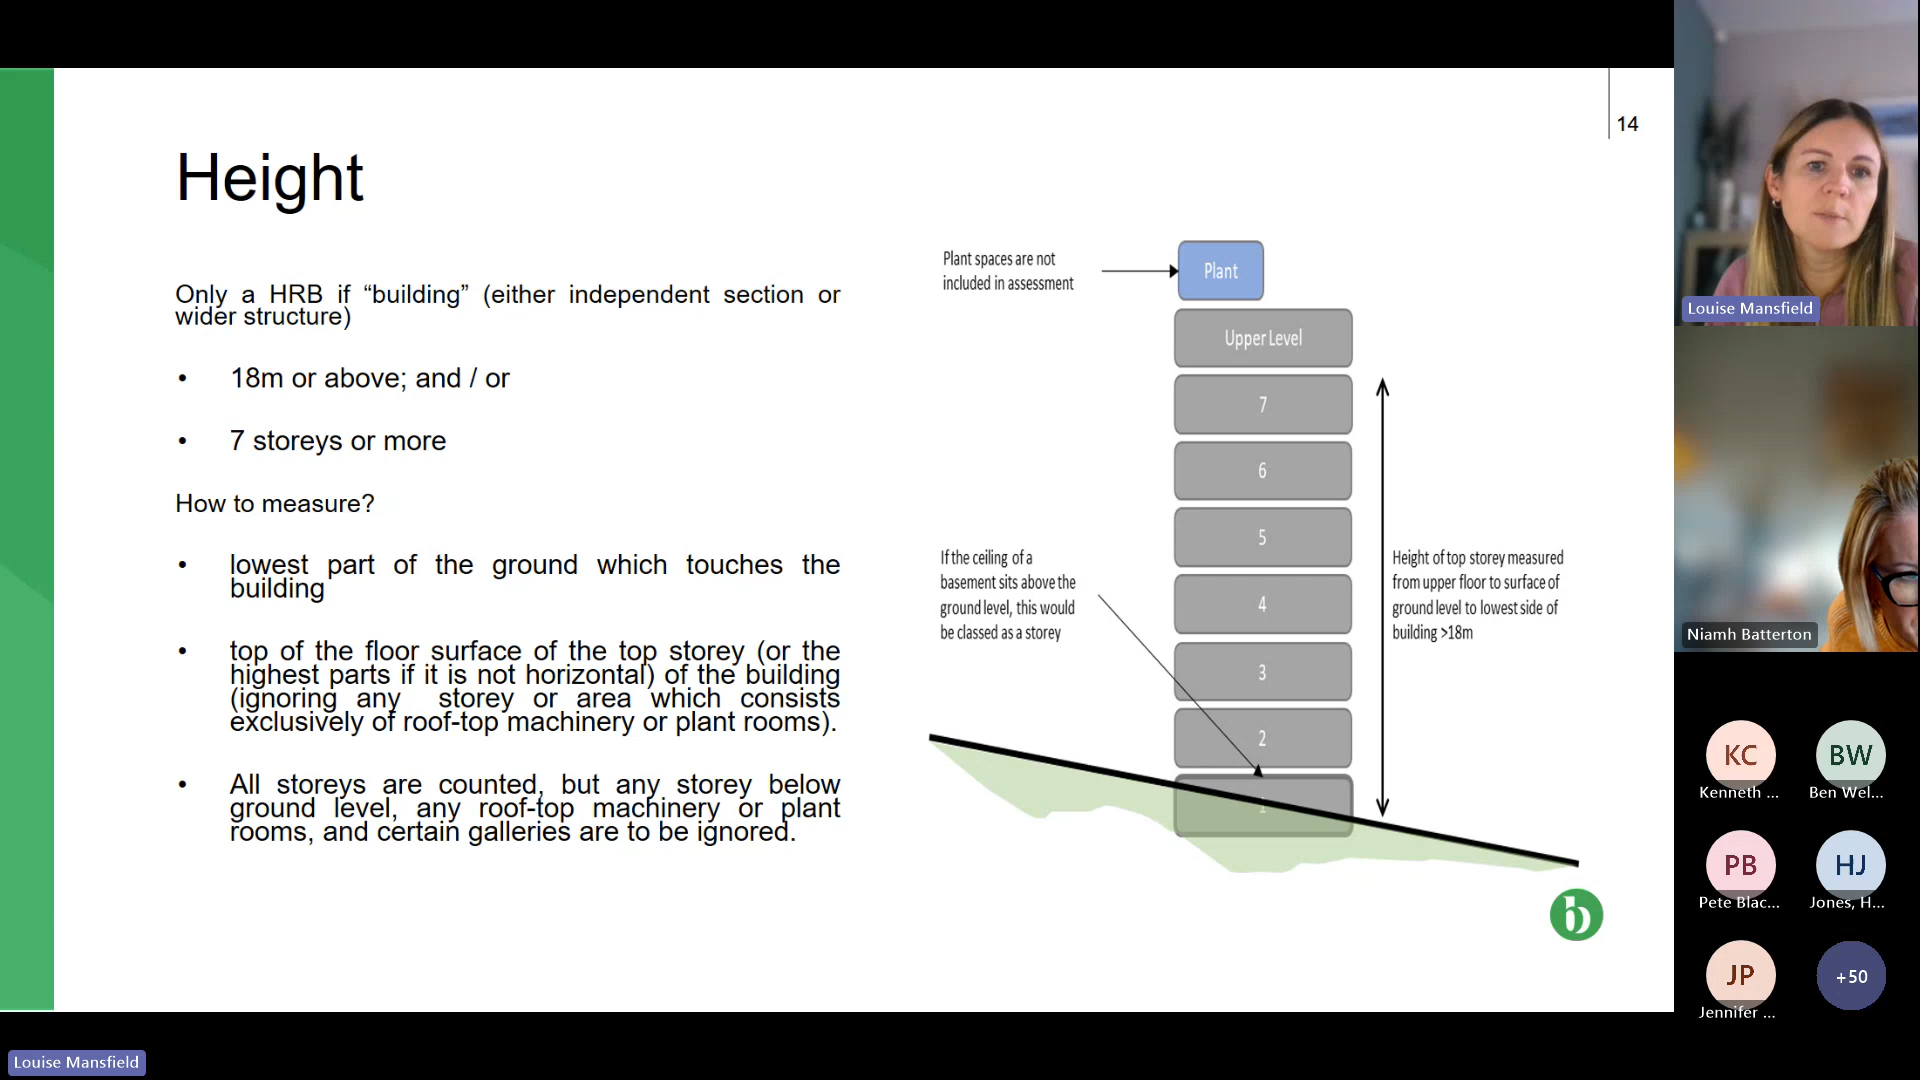 14
Height
Only a HRB if “building” (either independent section or
wider structure)
• 18m or above; and / or
• 7 storeys or more
How to measure?
• lowest part of the ground which touches the
building
• top of the floor surface of the top storey (or the
highest parts if it is not horizontal) of the building
(ignoring any storey or area which consists
exclusively of roof-top machinery or plant rooms).
• All storeys are counted, but any storey below
ground level, any roof-top machinery or plant
rooms, and certain galleries are to be ignored.
Plant spaces are not
included in assessment
Plant
Upper Level
7
6
5
4
3
2
1
If the ceiling of a
basement sits above the
ground level, this would
be classed as a storey
Height of top storey measured
from upper floor to surface of
ground level to lowest side of
building >18m
b
Louise Mansfield
Niamh Batterton
KC
Kenneth ...
BW
Ben Wel...
PB
Pete Blac...
HJ
Jones, H...
JP
Jennifer ...
+50
Louise Mansfield